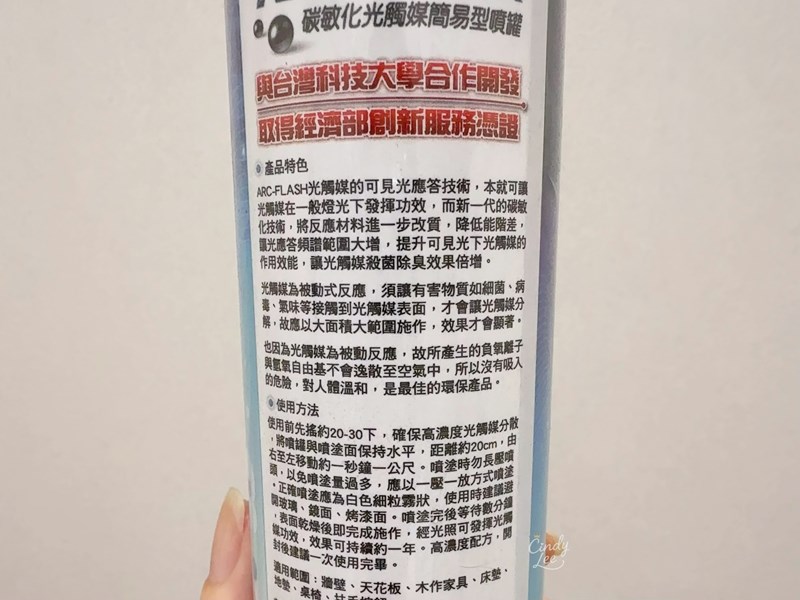 碳敏化光觸媒簡易型噴罐
與台灣科技大學合作開發
取得經濟部創新服務憑證
產品特色
ARC-FLASH光觸媒的可見光應答技術，本就可讓
光觸媒在一般燈光下發揮功效，而新一代的碳敏
化技術，將反應材料進一步改質，降低能階差，
讓光應答頻譜範圍大增，提升可見光下光觸媒的
作用效能，讓光觸媒殺菌除臭效果倍增。
光觸媒為被動式反應，須讓有害物質如細菌、病
毒、氣味等接觸到光觸媒表面，才會讓光觸媒分
解，故應以大面積大範圍施作，效果才會顯著。
也因為光觸媒為被動反應，故所產生的負氧離子
與氫氧自由基不會逸散至空氣中，所以沒有吸入
的危險，對人體溫和，是最佳的環保產品。
使用方法
使用前先搖約20-30下，確保高濃度光觸媒分散
，將噴罐與噴塗面保持水平，距離約20cm，由
右至左移動約一秒鐘一公尺。噴塗時勿長壓噴
頭，以免噴塗量過多，應以一壓一放方式噴塗
。正確噴塗應為白色細粒霧狀，使用時建議避
開玻璃、鏡面、烤漆面。噴塗完後等待數分鐘
，表面乾燥後即完成施作，經光照可發揮光觸
媒功效，效果可持續約一年。高濃度配方，開
封後建議一次使用完畢。
適用範圍：牆壁、天花板、木作家具、床墊、
地墊、桌椅、
Cindy
Lee